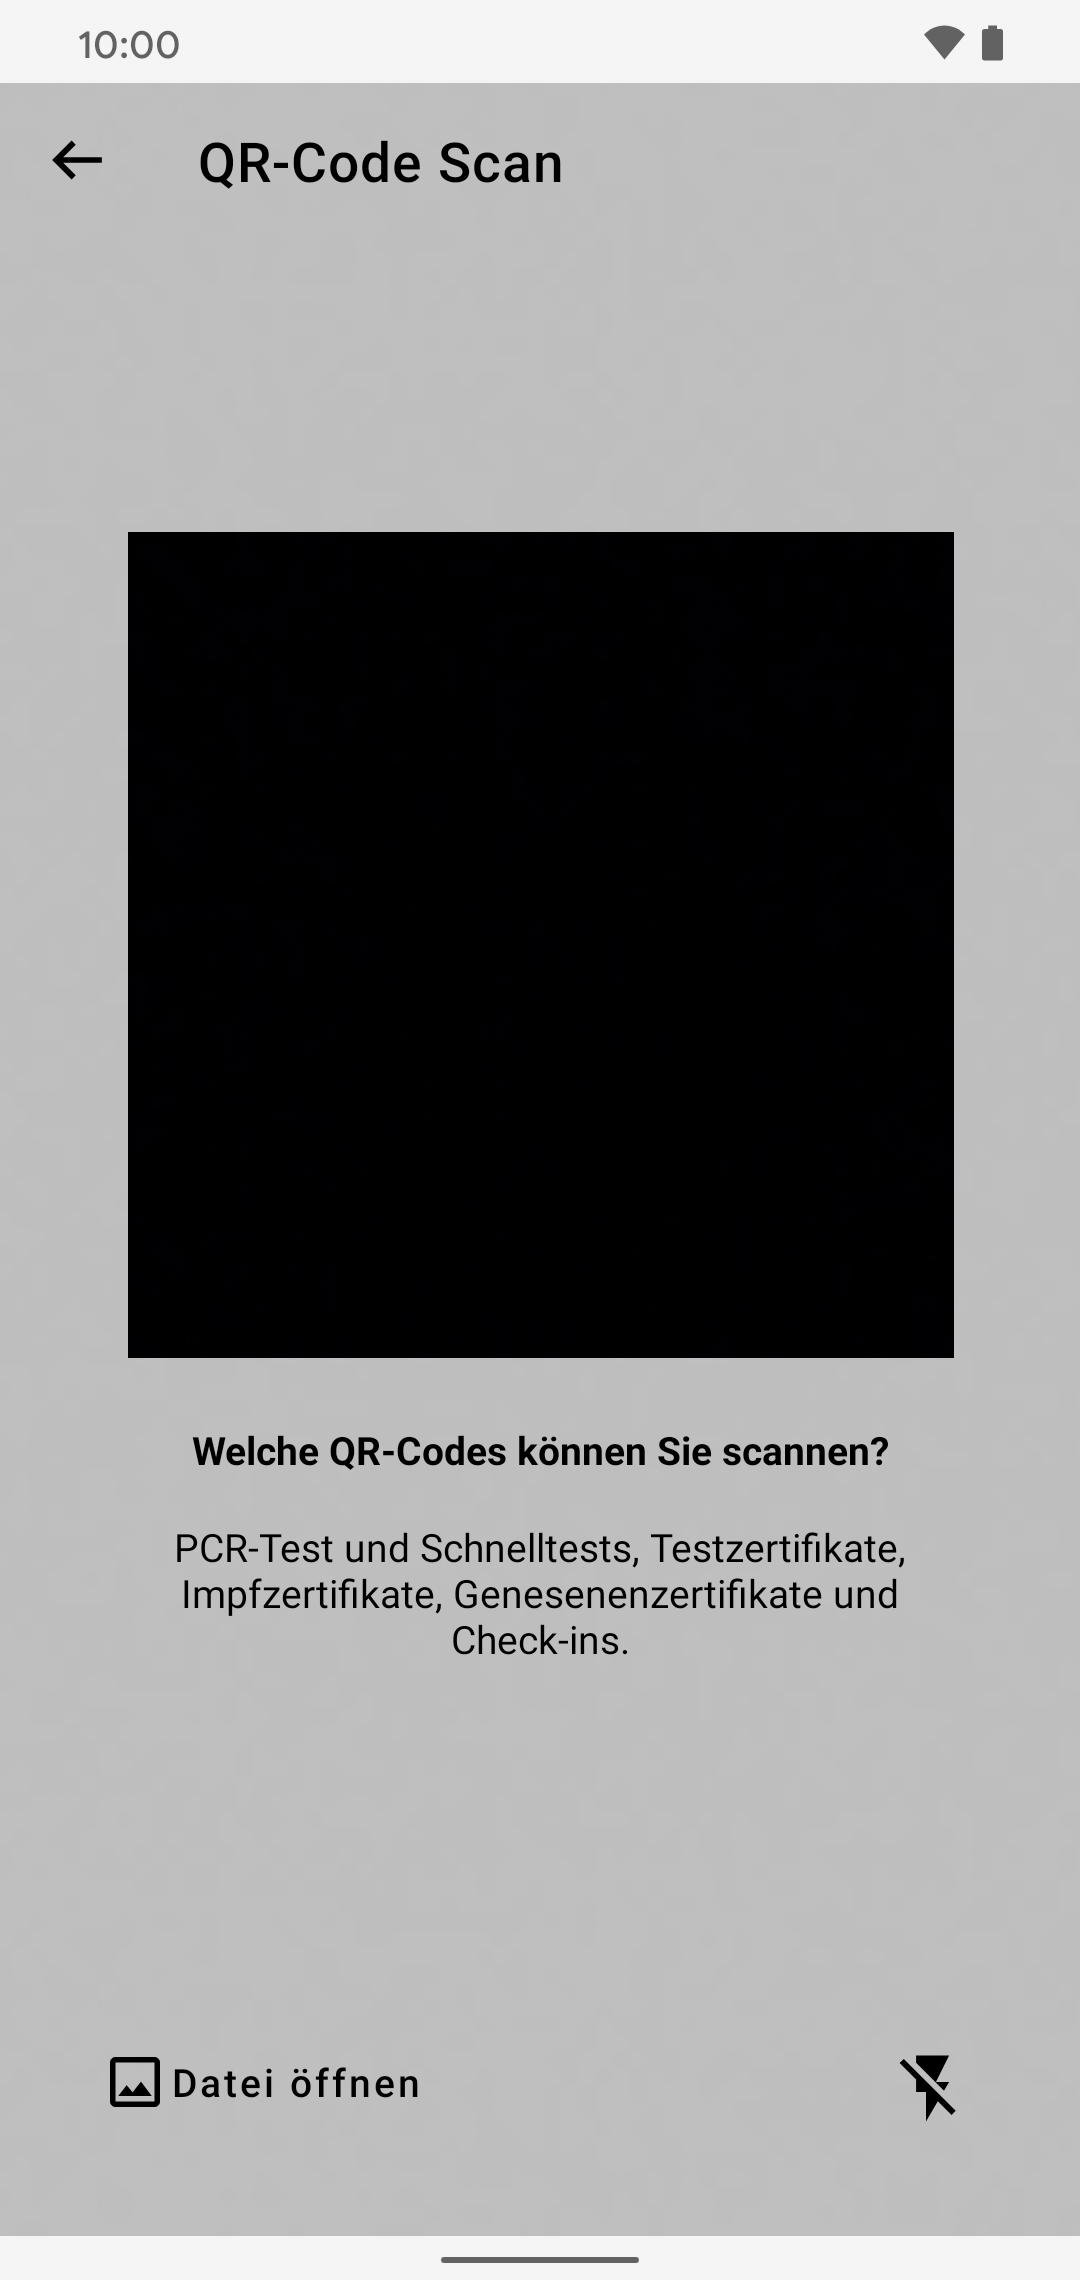 10:00
QR-Code Scan
Welche QR-Codes können Sie scannen?
PCR-Test und Schnelltests, Testzertifikate,
Impfzertifikate, Genesenenzertifikate und
Check-ins.
Datei öffnen